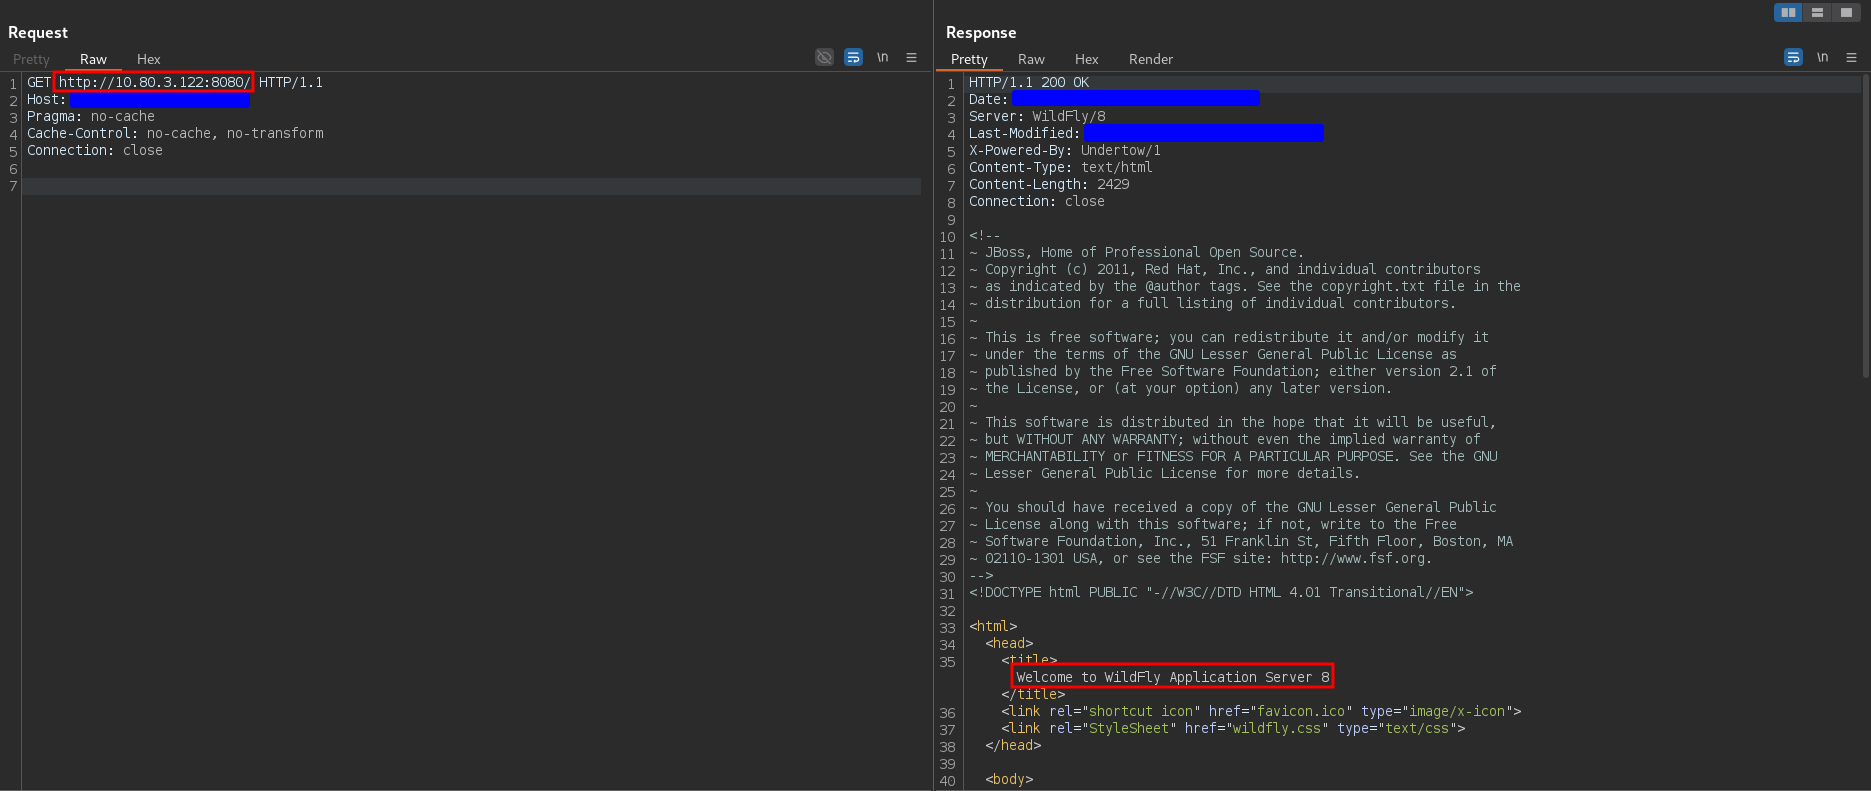 Request
Pretty Raw Hex
\n
1 GET http://10.80.3.122:8080/ HTTP/1.1
2 Host:
3 Pragma: no-cache
4 Cache-Control: no-cache, no-transform
5 Connection: close
6
7
Response
Pretty Raw Hex Render
\n
1 HTTP/1.1 200 OK
2 Date:
3 Server: WildFly/8
4 Last-Modified:
5 X-Powered-By: Undertow/1
6 Content-Type: text/html
7 Content-Length: 2429
8 Connection: close
9
10 <!--
11 ~ JBoss, Home of Professional Open Source.
12 ~ Copyright (c) 2011, Red Hat, Inc., and individual contributors
13 ~ as indicated by the @author tags. See the copyright.txt file in the
14 ~ distribution for a full listing of individual contributors.
15 ~
16 ~ This is free software; you can redistribute it and/or modify it
17 ~ under the terms of the GNU Lesser General Public License as
18 ~ published by the Free Software Foundation; either version 2.1 of
19 ~ the License, or (at your option) any later version.
20 ~
21 ~ This software is distributed in the hope that it will be useful,
22 ~ but WITHOUT ANY WARRANTY; without even the implied warranty of
23 ~ MERCHANTABILITY or FITNESS FOR A PARTICULAR PURPOSE. See the GNU
24 ~ Lesser General Public License for more details.
25 ~
26 ~ You should have received a copy of the GNU Lesser General Public
27 ~ License along with this software; if not, write to the Free
28 ~ Software Foundation, Inc., 51 Franklin St, Fifth Floor, Boston, MA
29 ~ 02110-1301 USA, or see the FSF site: http://www.fsf.org.
30 -->
31 <!DOCTYPE html PUBLIC "-//W3C//DTD HTML 4.01 Transitional//EN">
32
33 <html>
34 <head>
35 <title>
Welcome to WildFly Application Server 8
</title>
36 <link rel="shortcut icon" href="favicon.ico" type="image/x-icon">
37 <link rel="StyleSheet" href="wildfly.css" type="text/css">
38 </head>
39
40 <body>